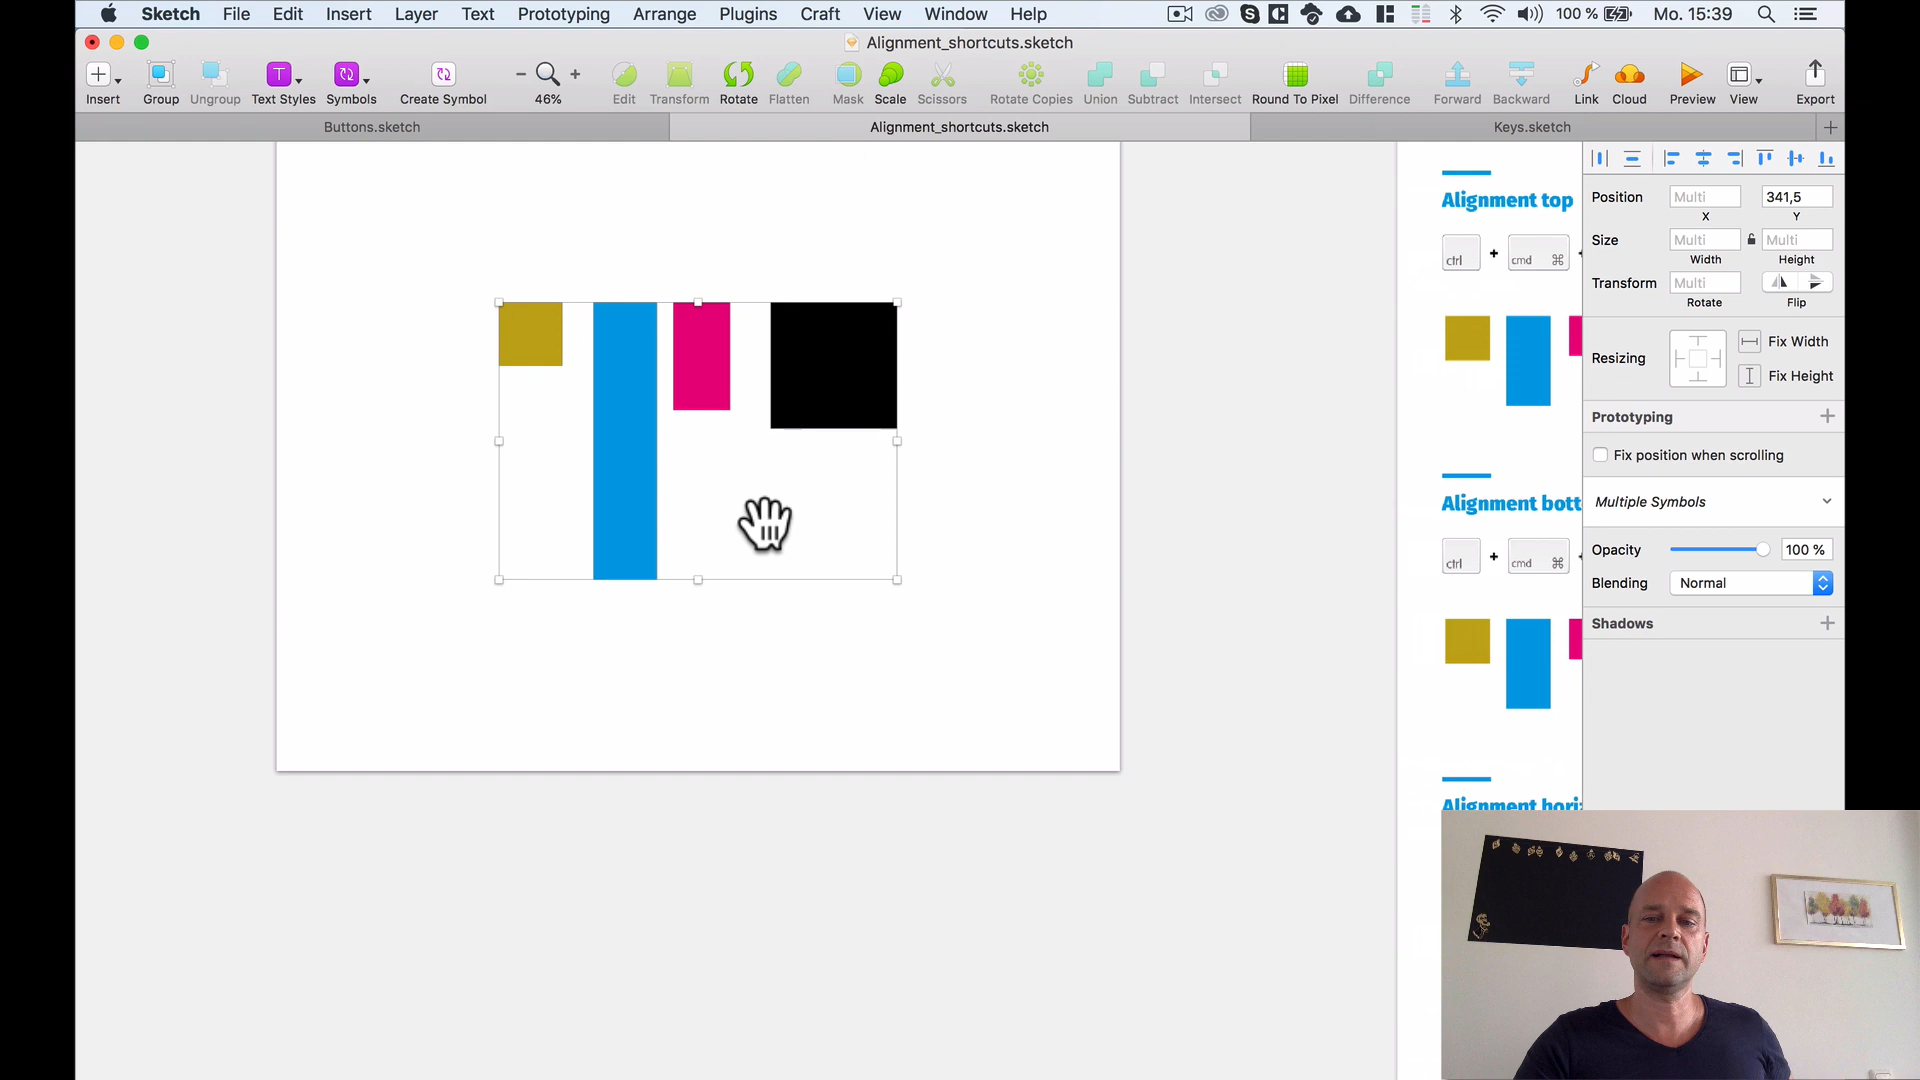 Sketch File Edit Insert Layer Text Prototyping Arrange Plugins Craft View Window Help 100 % Mo. 15:39
Alignment_shortcuts.sketch
Insert Group Ungroup Text Styles Symbols Create Symbol 46% Edit Transform Rotate Flatten Mask Scale Scissors Rotate Copies Union Subtract Intersect Round To Pixel Difference Forward Backward Link Cloud Preview View Export
Buttons.sketch Alignment_shortcuts.sketch Keys.sketch
Alignment top
ctrl + cmd ⌘ +
Alignment bott
ctrl + cmd ⌘ +
Alignment hori
Position Multi 341,5
X Y
Size Multi Multi
Width Height
Transform Multi
Rotate Flip
Resizing Fix Width
Fix Height
Prototyping
Fix position when scrolling
Multiple Symbols
Opacity 100 %
Blending Normal
Shadows